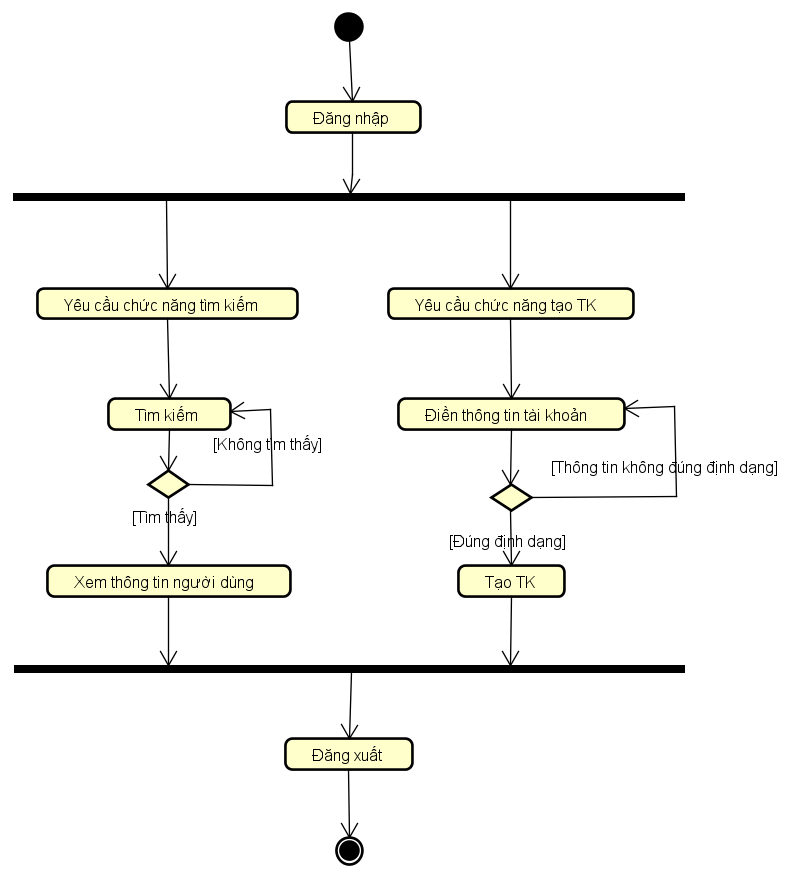 Đăng nhập
Yêu cầu chức năng tìm kiếm
Yêu cầu chức năng tạo TK
Tìm kiếm
Điền thông tin tài khoản
[Không tìm thấy]
[Thông tin không đúng định dạng]
[Tìm thấy]
[Đúng định dạng]
Xem thông tin người dùng
Tạo TK
Đăng xuất